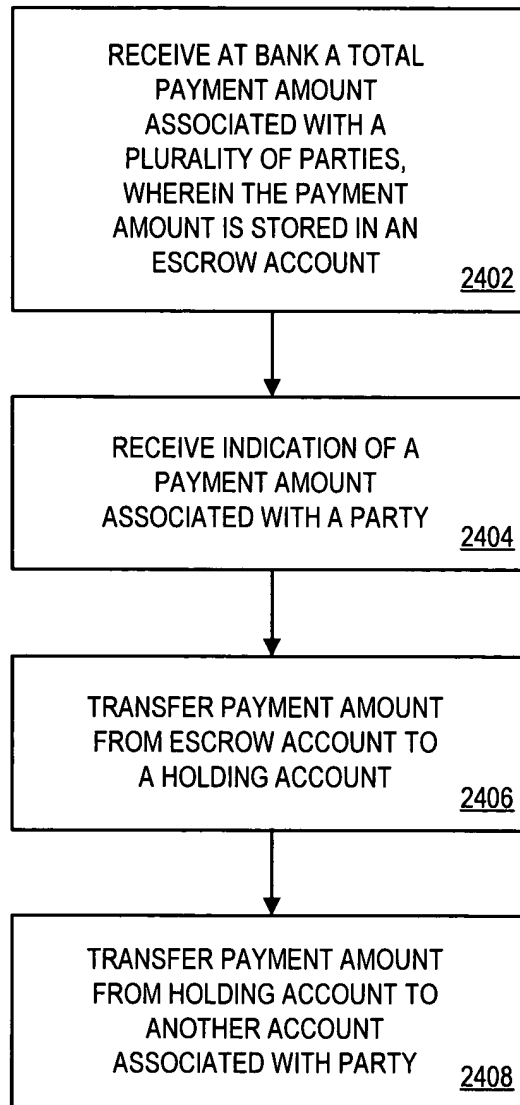 RECEIVE AT BANK A TOTAL
PAYMENT AMOUNT
ASSOCIATED WITH A
PLURALITY OF PARTIES,
WHEREIN THE PAYMENT
AMOUNT IS STORED IN AN
ESCROW ACCOUNT
2402
RECEIVE INDICATION OF A
PAYMENT AMOUNT
ASSOCIATED WITH A PARTY
2404
TRANSFER PAYMENT AMOUNT
FROM ESCROW ACCOUNT TO
A HOLDING ACCOUNT
2406
TRANSFER PAYMENT AMOUNT
FROM HOLDING ACCOUNT TO
ANOTHER ACCOUNT
ASSOCIATED WITH PARTY
2408